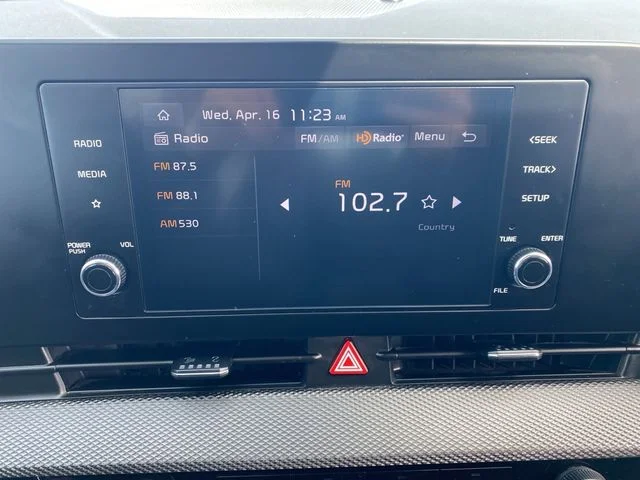 Wed, Apr. 16 11:23 AM
Radio FM/AM HD Radio Menu
FM 87.5
FM 88.1
AM 530
FM
102.7
Country
RADIO
MEDIA
POWER
PUSH
VOL
<SEEK
TRACK>
SETUP
TUNE
ENTER
FILE